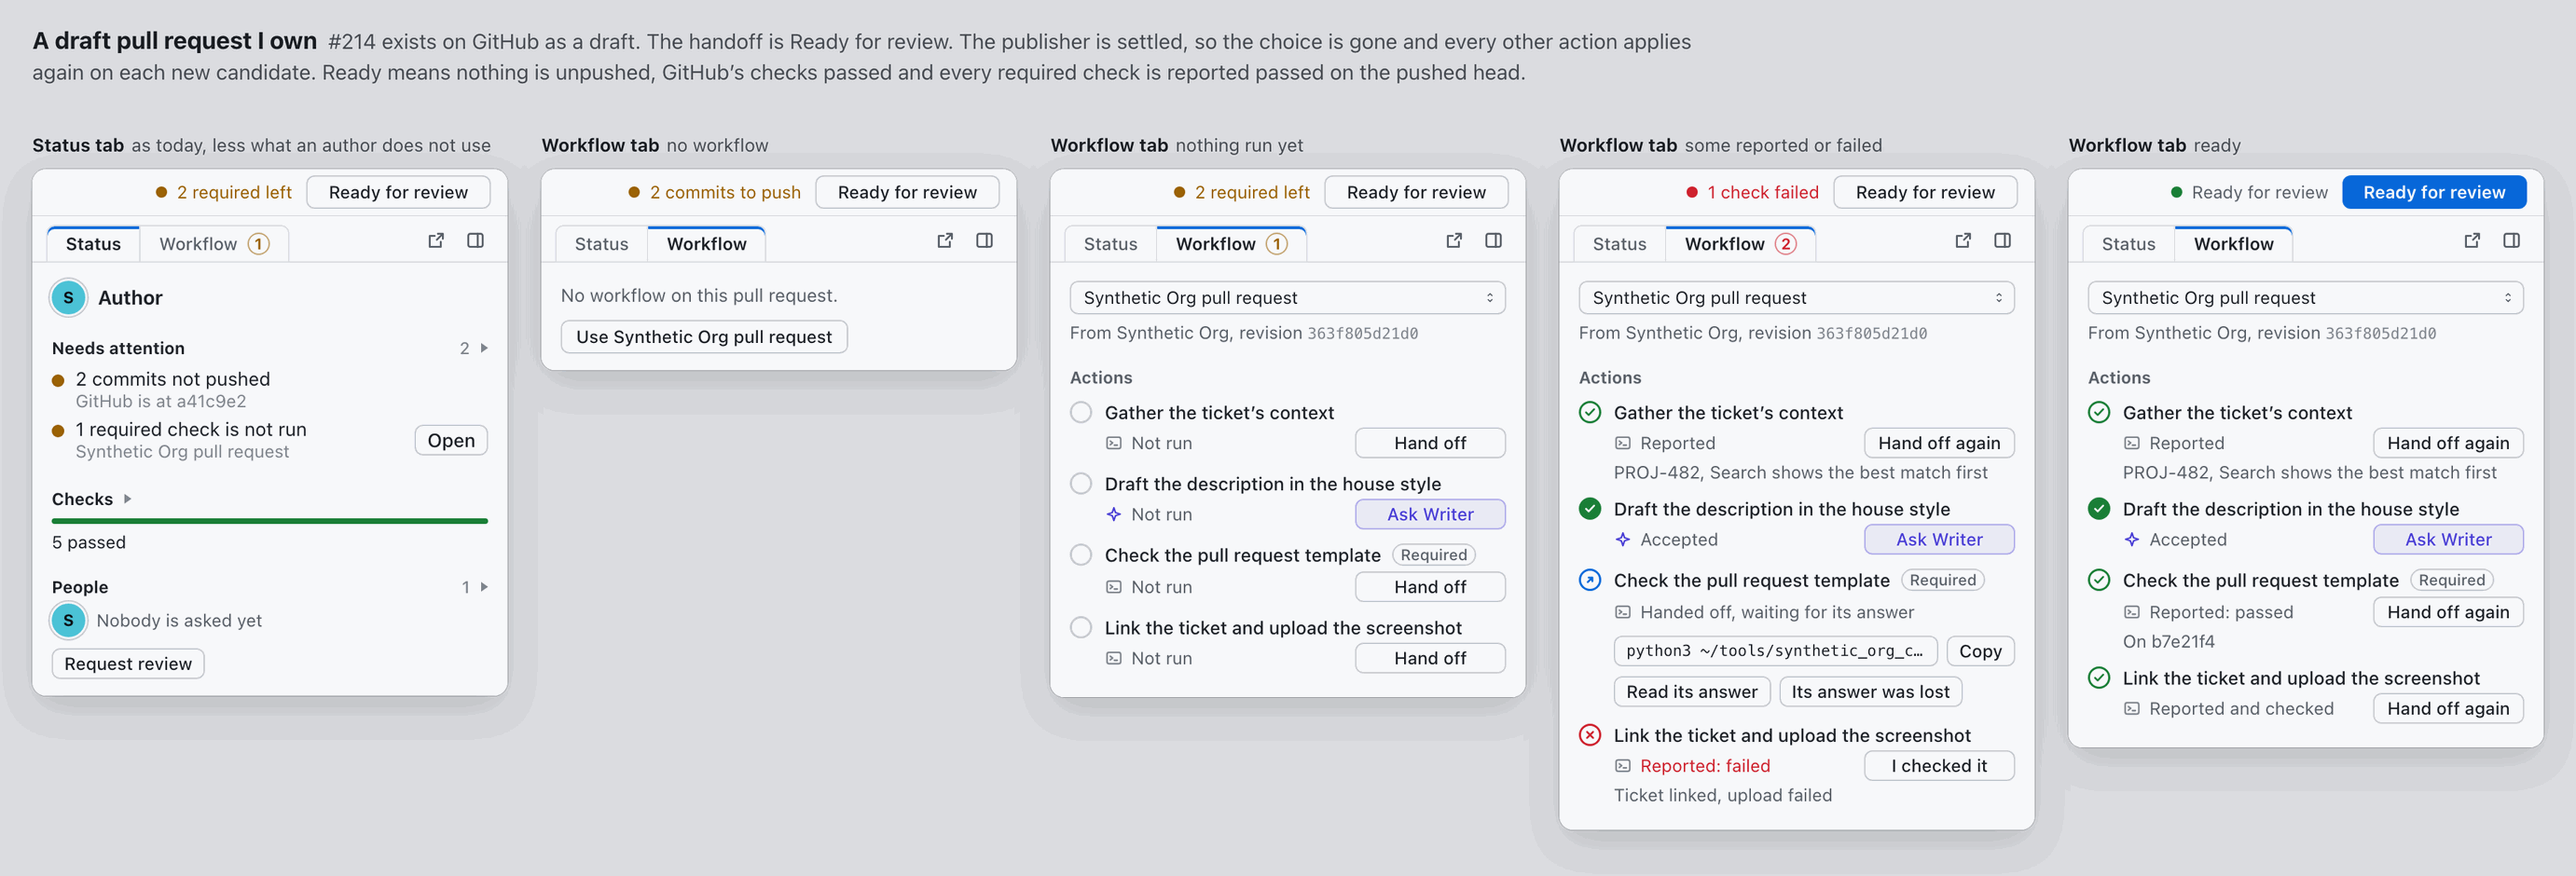 A draft pull request I own #214 exists on GitHub as a draft. The handoff is Ready for review. The publisher is settled, so the choice is gone and every other action applies
again on each new candidate. Ready means nothing is unpushed, GitHub’s checks passed and every required check is reported passed on the pushed head.
Status tab as today, less what an author does not use
2 required left Ready for review
Status Workflow 1
S Author
Needs attention 2
2 commits not pushed
GitHub is at a41c9e2
1 required check is not run
Synthetic Org pull request
Open
Checks
5 passed
People 1
S Nobody is asked yet
Request review
Workflow tab no workflow
2 commits to push Ready for review
Status Workflow
No workflow on this pull request.
Use Synthetic Org pull request
Workflow tab nothing run yet
2 required left Ready for review
Status Workflow 1
Synthetic Org pull request
From Synthetic Org, revision 363f805d21d0
Actions
Gather the ticket’s context
Not run Hand off
Draft the description in the house style
Not run Ask Writer
Check the pull request template Required
Not run Hand off
Link the ticket and upload the screenshot
Not run Hand off
Workflow tab some reported or failed
1 check failed Ready for review
Status Workflow 2
Synthetic Org pull request
From Synthetic Org, revision 363f805d21d0
Actions
Gather the ticket’s context
Reported Hand off again
PROJ-482, Search shows the best match first
Draft the description in the house style
Accepted Ask Writer
Check the pull request template Required
Handed off, waiting for its answer
python3 ~/tools/synthetic_org_c… Copy
Read its answer Its answer was lost
Link the ticket and upload the screenshot
Reported: failed I checked it
Ticket linked, upload failed
Workflow tab ready
Ready for review Ready for review
Status Workflow
Synthetic Org pull request
From Synthetic Org, revision 363f805d21d0
Actions
Gather the ticket’s context
Reported Hand off again
PROJ-482, Search shows the best match first
Draft the description in the house style
Accepted Ask Writer
Check the pull request template Required
Reported: passed Hand off again
On b7e21f4
Link the ticket and upload the screenshot
Reported and checked Hand off again